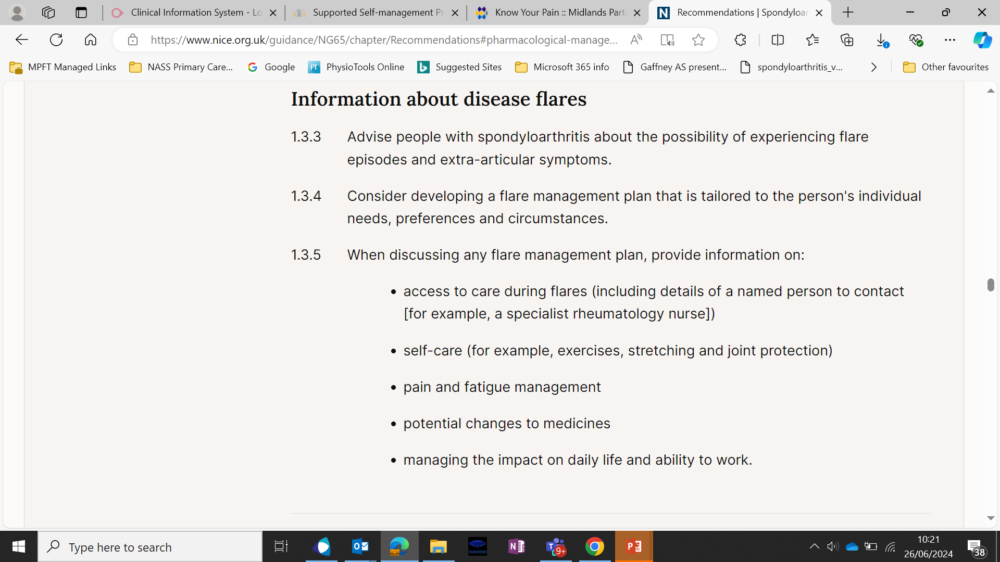 Clinical Information System - Lo
Supported Self-management Pr
Know Your Pain :: Midlands Part
Recommendations | Spondyloar
https://www.nice.org.uk/guidance/NG65/chapter/Recommendations#pharmacological-manage...
MPFT Managed Links
NASS Primary Care...
Google
PT
PhysioTools Online
Suggested Sites
Microsoft 365 info
Gaffney AS present...
spondyloarthritis_v...
Other favourites
Information about disease flares
1.3.3 Advise people with spondyloarthritis about the possibility of experiencing flare
episodes and extra-articular symptoms.
1.3.4 Consider developing a flare management plan that is tailored to the person's individual
needs, preferences and circumstances.
1.3.5 When discussing any flare management plan, provide information on:
• access to care during flares (including details of a named person to contact
[for example, a specialist rheumatology nurse])
• self-care (for example, exercises, stretching and joint protection)
• pain and fatigue management
• potential changes to medicines
• managing the impact on daily life and ability to work.
Type here to search
DIAMOND
9+
10:21
26/06/2024
38